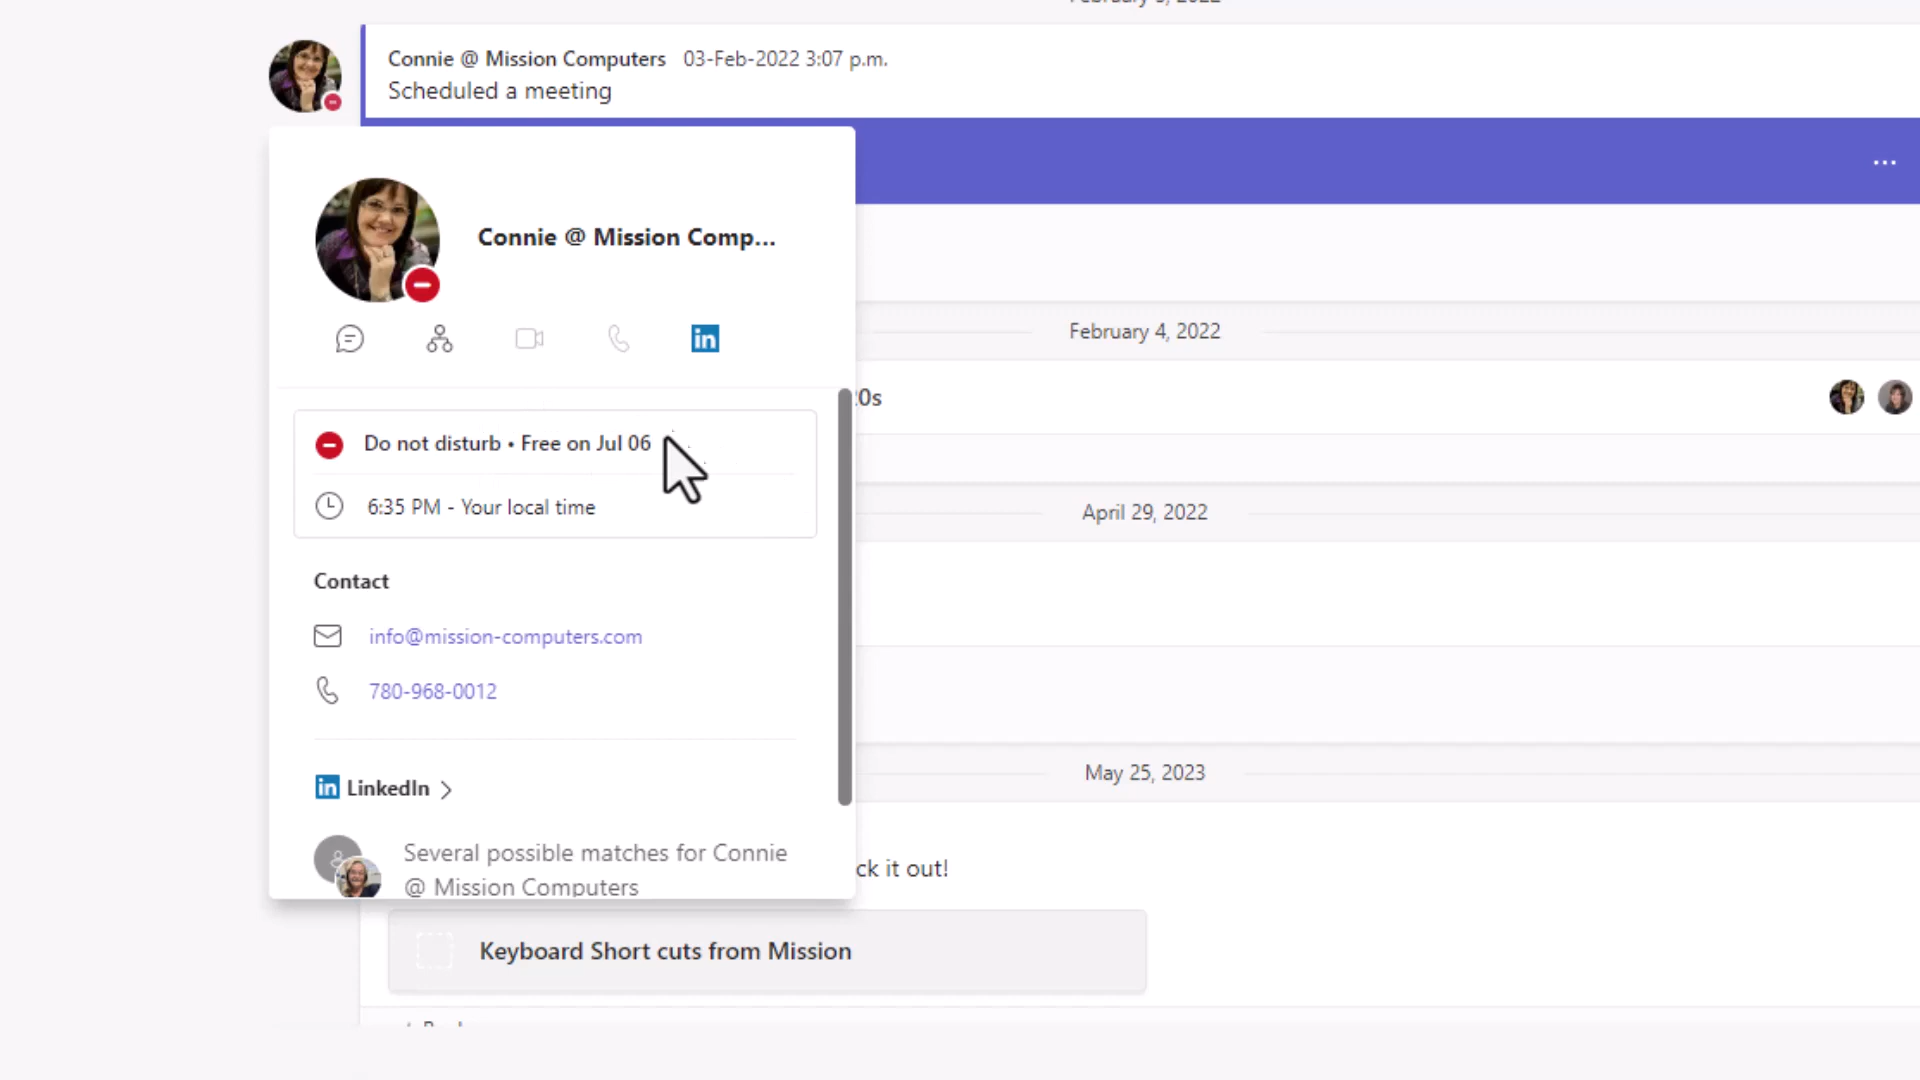 Connie @ Mission Computers 03-Feb-2022 3:07 p.m.
Scheduled a meeting
Connie @ Mission Comp...
in
Do not disturb • Free on Jul 06
6:35 PM - Your local time
Contact
info@mission-computers.com
780-968-0012
in LinkedIn
Several possible matches for Connie
@ Mission Computers
February 4, 2022
0s
April 29, 2022
May 25, 2023
ck it out!
Keyboard Short cuts from Mission